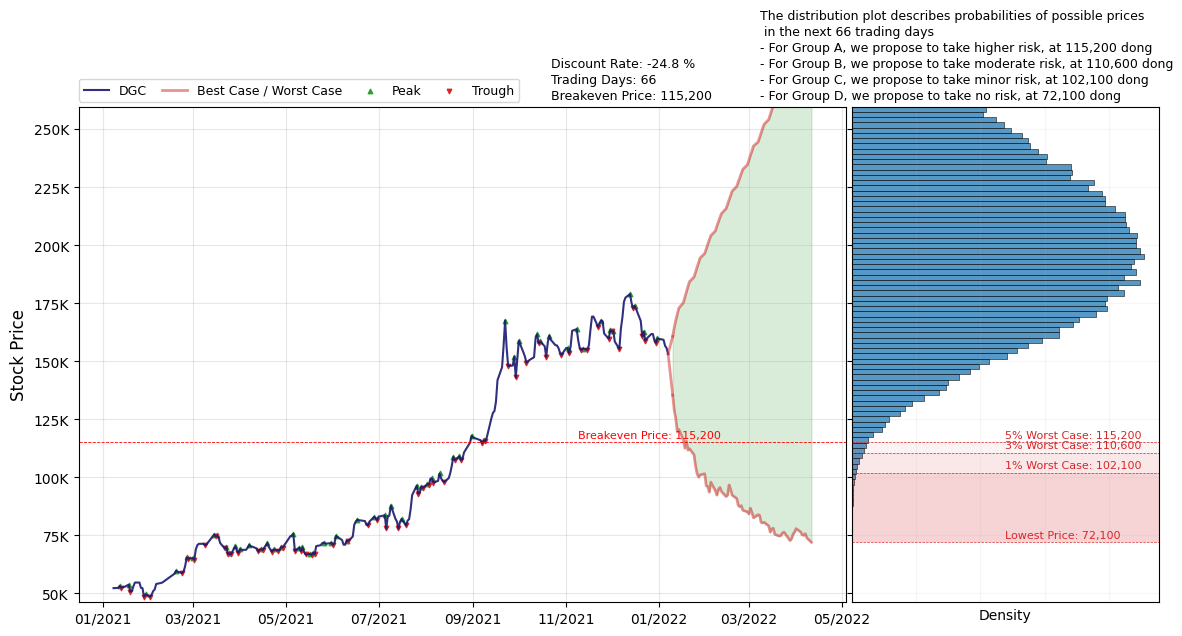 The distribution plot describes probabilities of possible prices
in the next 66 trading days
- For Group A, we propose to take higher risk, at 115,200 dong
- For Group B, we propose to take moderate risk, at 110,600 dong
- For Group C, we propose to take minor risk, at 102,100 dong
- For Group D, we propose to take no risk, at 72,100 dong
Discount Rate: -24.8 %
Trading Days: 66
Breakeven Price: 115,200
DGC
Best Case / Worst Case
Peak
Trough
Stock Price
250K
225K
200K
175K
150K
125K
100K
75K
50K
Breakeven Price: 115,200
5% Worst Case: 115,200
3% Worst Case: 110,600
1% Worst Case: 102,100
Lowest Price: 72,100
01/2021
03/2021
05/2021
07/2021
09/2021
11/2021
01/2022
03/2022
05/2022
Density